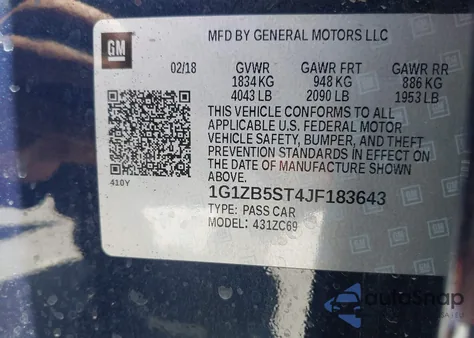 GM
MFD BY GENERAL MOTORS LLC
02/18 GVWR GAWR FRT GAWR RR
1834 KG 948 KG 886 KG
4043 LB 2090 LB 1953 LB
THIS VEHICLE CONFORMS TO ALL
APPLICABLE U.S. FEDERAL MOTOR
VEHICLE SAFETY, BUMPER, AND THEFT
PREVENTION STANDARDS IN EFFECT ON
THE DATE OF MANUFACTURE SHOWN
ABOVE.
410Y
1G1ZB5ST4JF183643
TYPE: PASS CAR
MODEL: 431ZC69
autoSnap